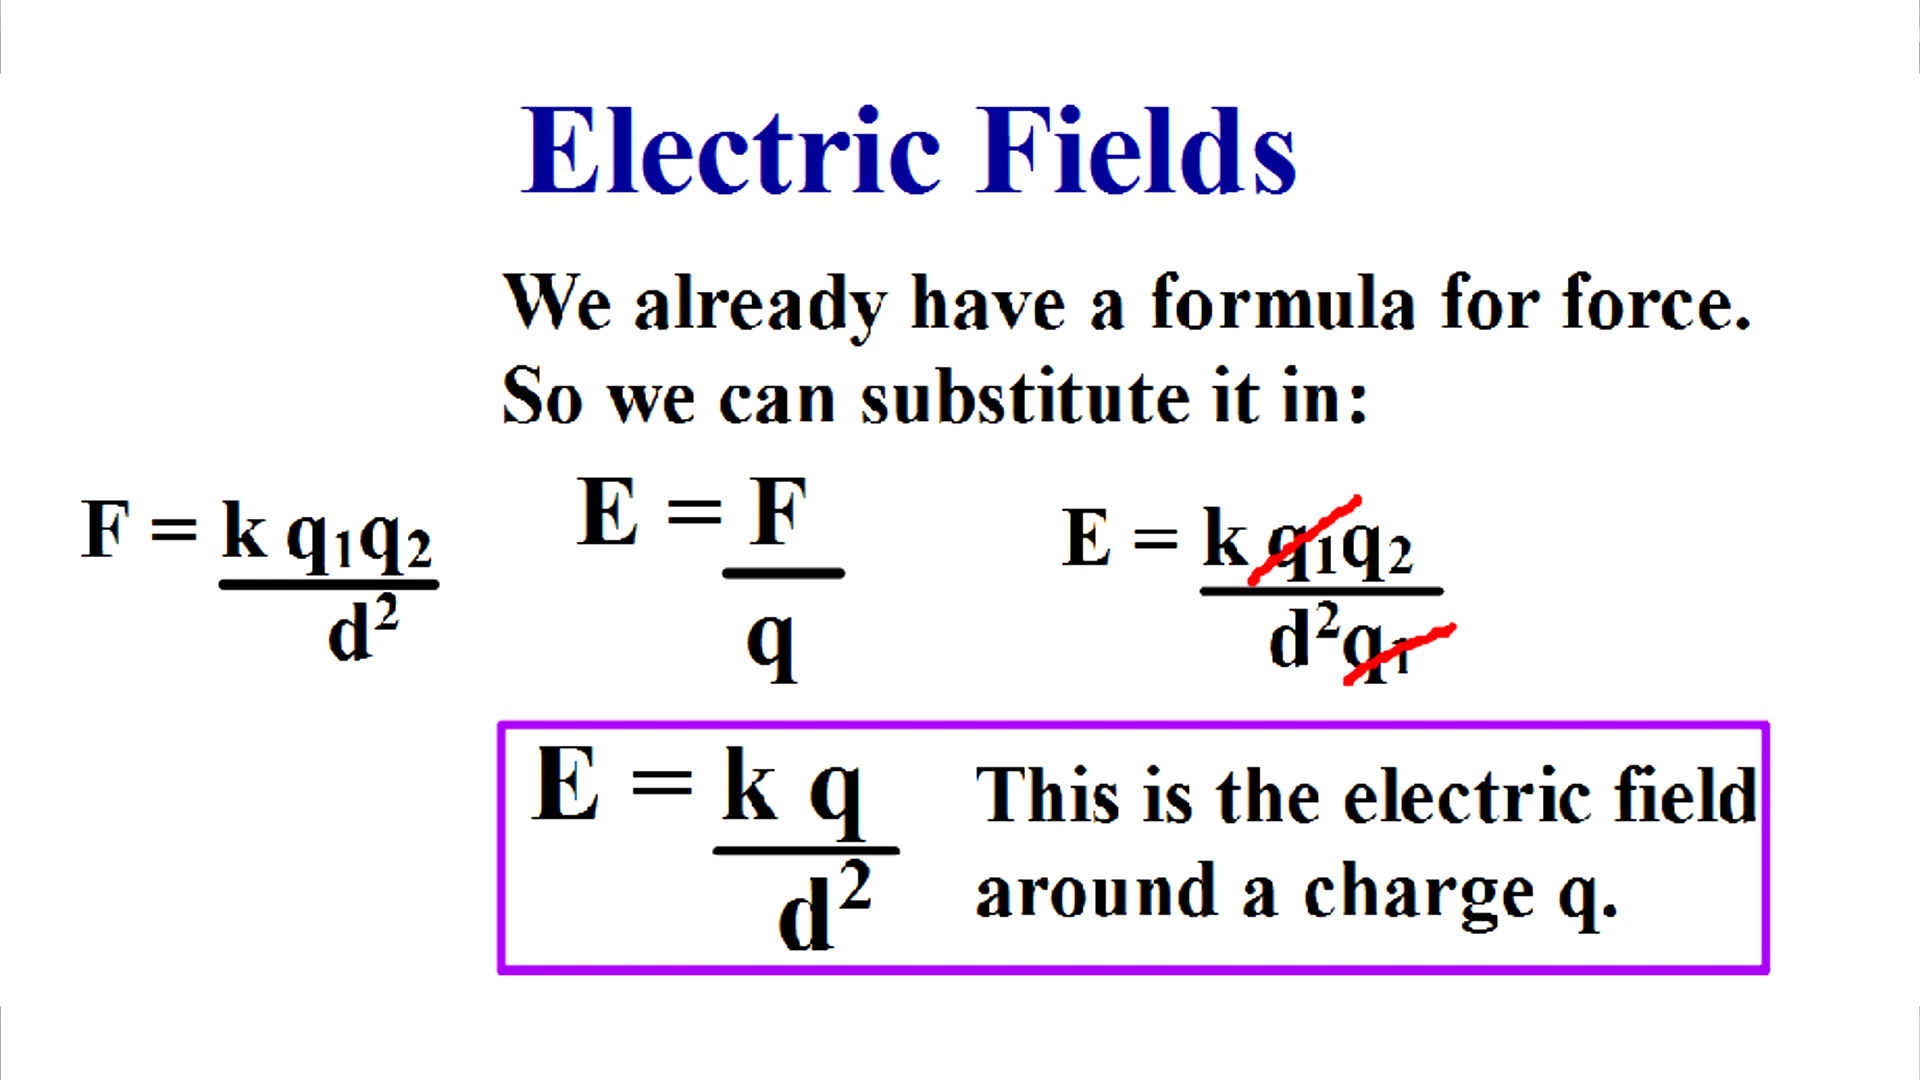 Electric Fields
We already have a formula for force.
So we can substitute it in:
F = k q₁q₂
d²
E = F
q
E = k q₁q₂
d²q₁
E = k q
d²
This is the electric field
around a charge q.